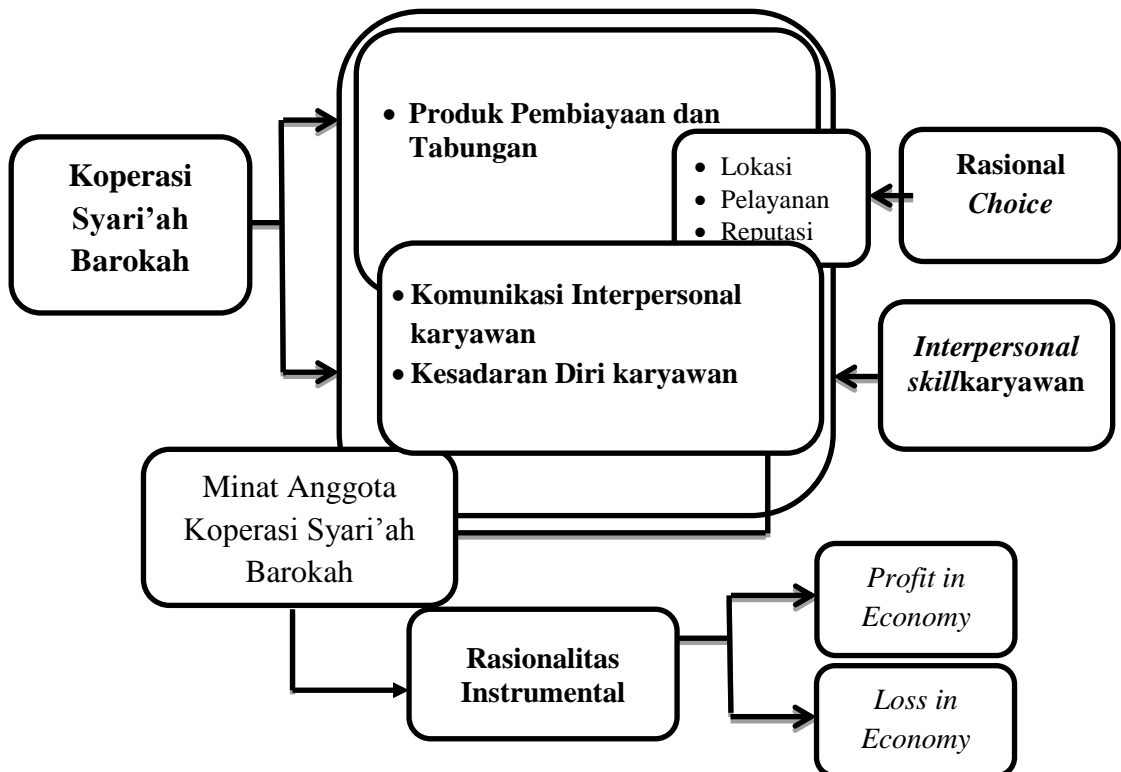 • Produk Pembiayaan dan
Tabungan
Koperasi
Syari’ah
Barokah
• Lokasi
• Pelayanan
• Reputasi
Rasional
Choice
• Komunikasi Interpersonal
karyawan
• Kesadaran Diri karyawan
Interpersonal
skillkaryawan
Minat Anggota
Koperasi Syari’ah
Barokah
Rasionalitas
Instrumental
Profit in
Economy
Loss in
Economy